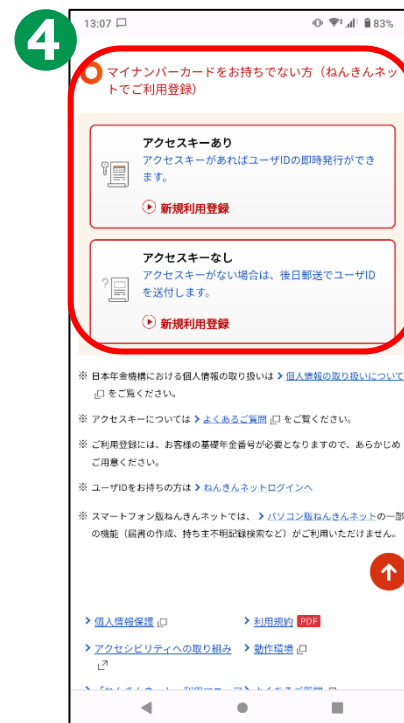 4
13:07
83%
マイナンバーカードをお持ちでない方（ねんきんネッ
トでご利用登録）
アクセスキーあり
アクセスキーがあればユーザIDの即時発行ができ
ます。
新規利用登録
アクセスキーなし
アクセスキーがない場合は、後日郵送でユーザID
を送付します。
新規利用登録
※ 日本年金機構における個人情報の取り扱いは 個人情報の取り扱いについて
をご覧ください。
※ アクセスキーについては よくあるご質問 をご覧ください。
※ ご利用登録には、お客様の基礎年金番号が必要となりますので、あらかじめ
ご用意ください。
※ ユーザIDをお持ちの方は ねんきんネットログインへ
※ スマートフォン版ねんきんネットでは、 パソコン版ねんきんネットの一部
の機能（届書の作成、持ち主不明記録検索など）がご利用いただけません。
個人情報保護 利用規約 PDF
アクセシビリティへの取り組み 動作環境